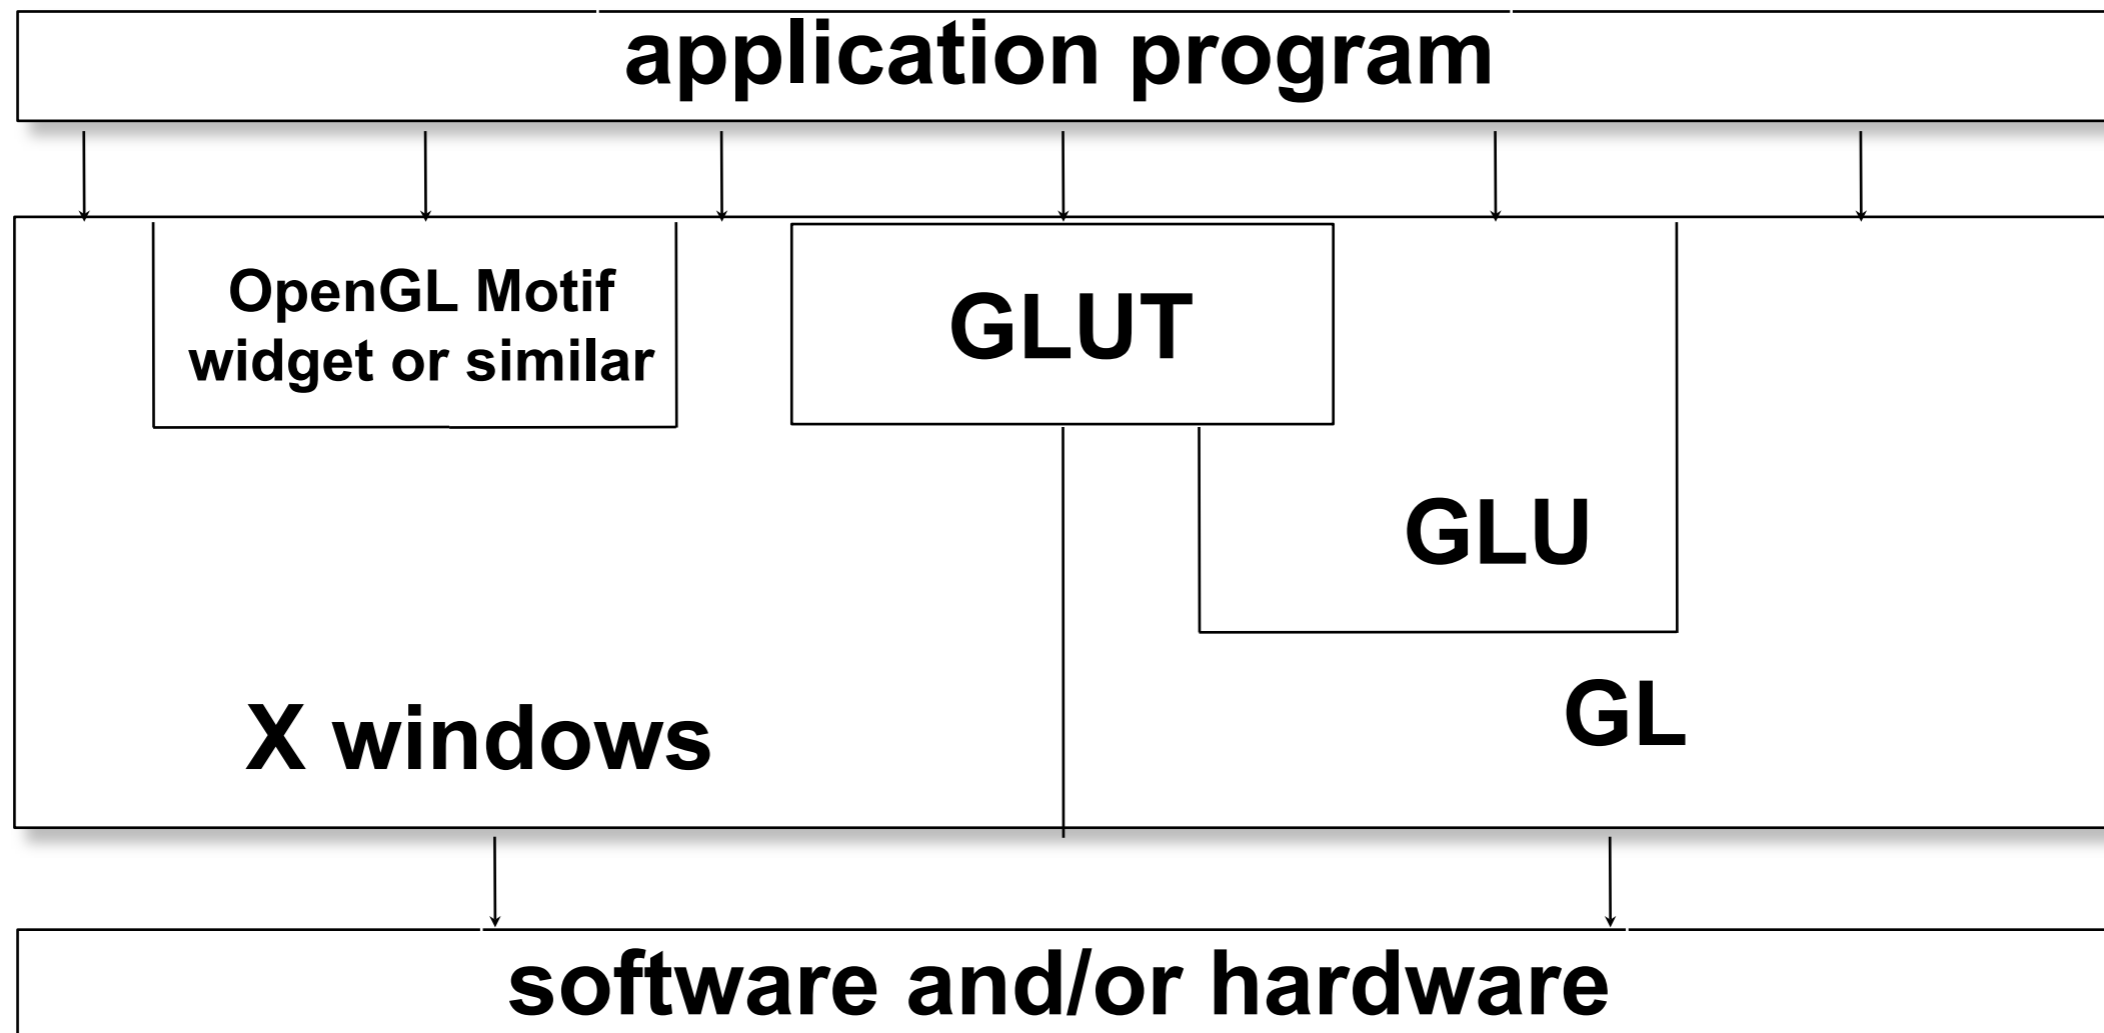 application program
OpenGL Motif
widget or similar
GLUT
GLU
GL
X windows
software and/or hardware